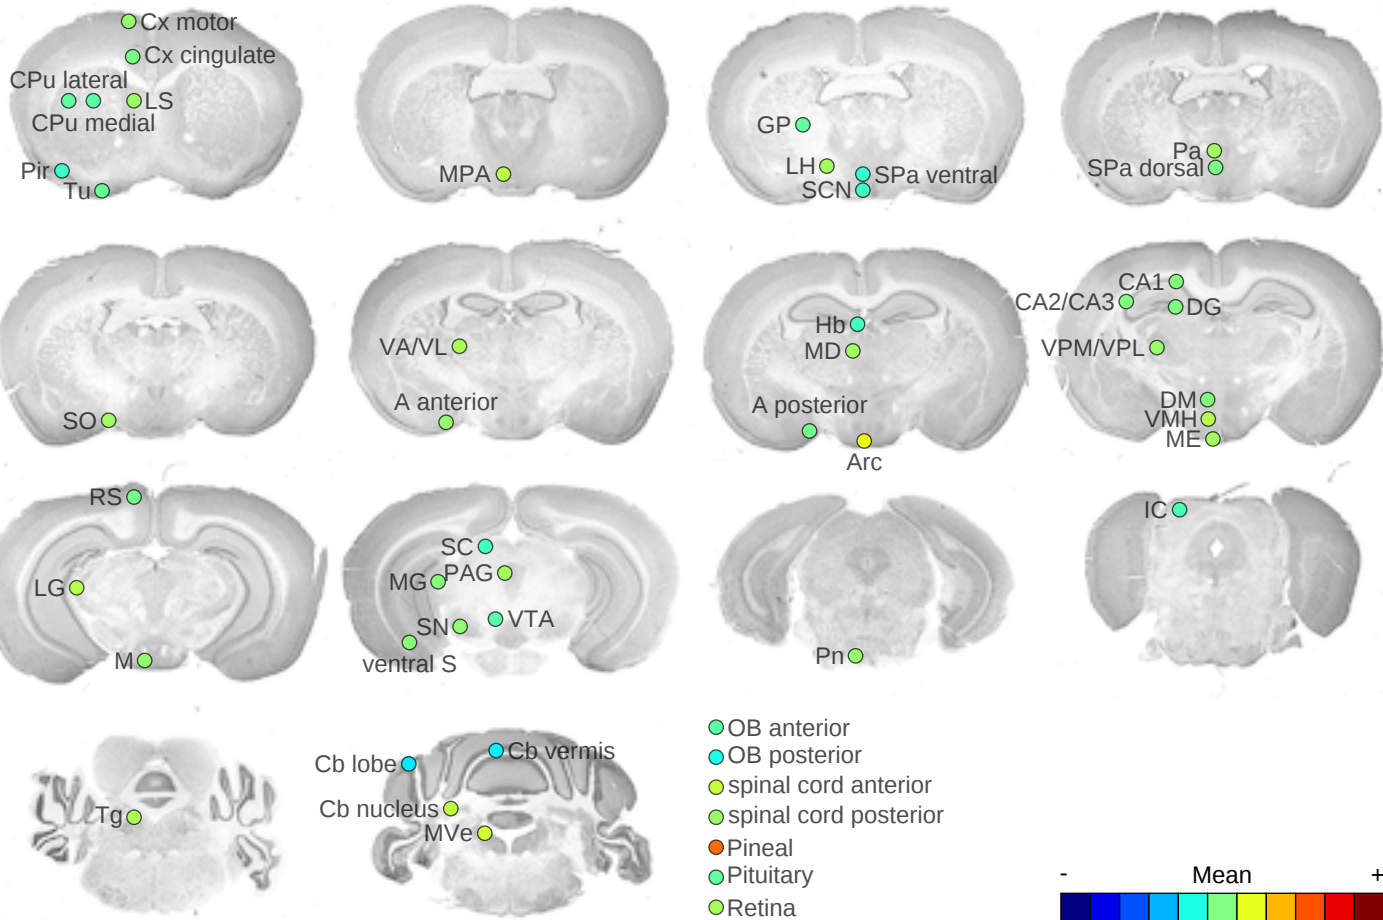 Cx motor
Cx cingulate
CPu lateral
LS
CPu medial
Pir
Tu
MPA
GP
LH
SPa ventral
SCN
Pa
SPa dorsal
SO
VA/VL
A anterior
Hb
MD
A posterior
Arc
CA1
CA2/CA3
DG
VPM/VPL
DM
VMH
ME
RS
LG
M
SC
MG
PAG
VTA
SN
ventral S
Pn
IC
Tg
Cb lobe
Cb vermis
Cb nucleus
MVe
OB anterior
OB posterior
spinal cord anterior
spinal cord posterior
Pineal
Pituitary
Retina
- Mean +